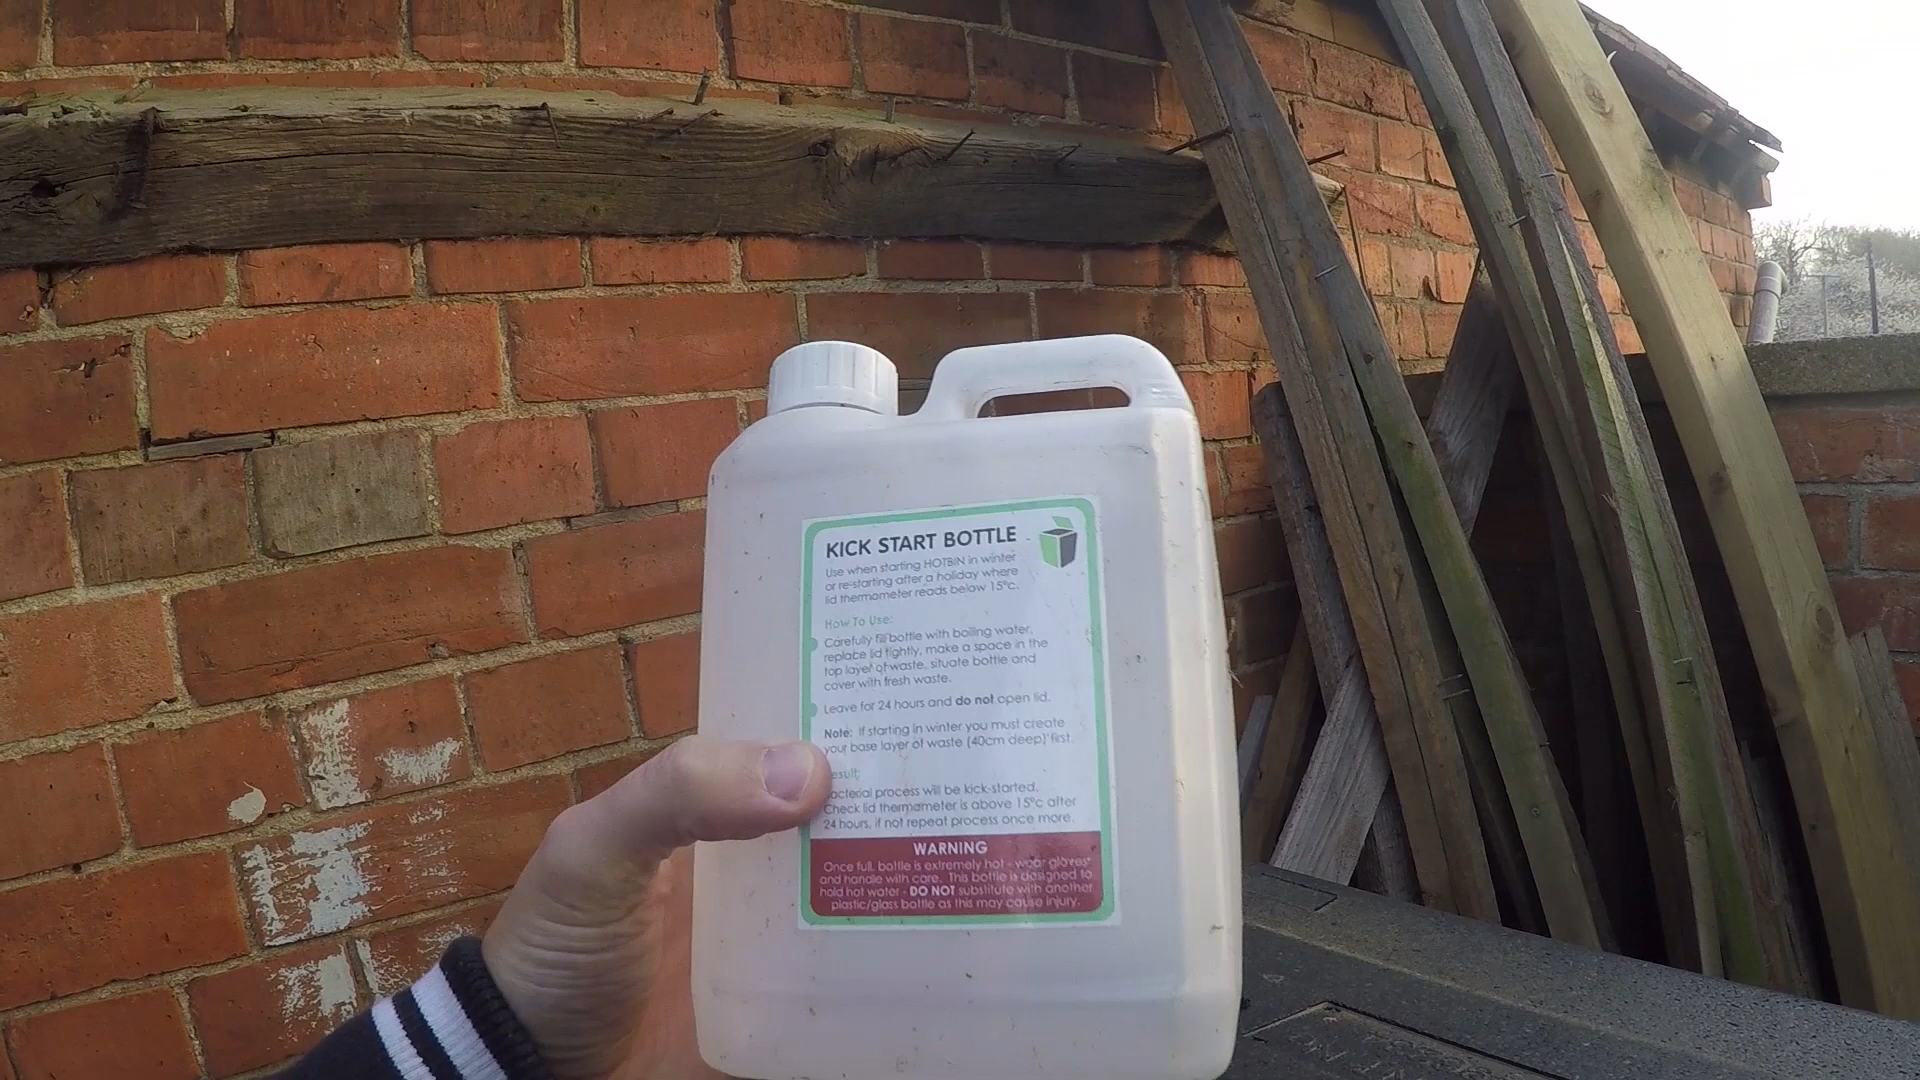 KICK START BOTTLE
Use when starting HOTBIN in winter
or re-starting after a holiday where
lid thermometer reads below 15°c.
How To Use:
Carefully fill bottle with boiling water,
replace lid tightly, make a space in the
top layer of waste, situate bottle and
cover with fresh waste.
Leave for 24 hours and do not open lid.
Note: If starting in winter you must create
your base layer of waste (40cm deep) first.
esult:
acterial process will be kick-started.
Check lid thermometer is above 15°c after
24 hours, if not repeat process once more.
WARNING
Once full, bottle is extremely hot - wear gloves
and handle with care. This bottle is designed to
hold hot water - DO NOT substitute with another
plastic/glass bottle as this may cause injury.